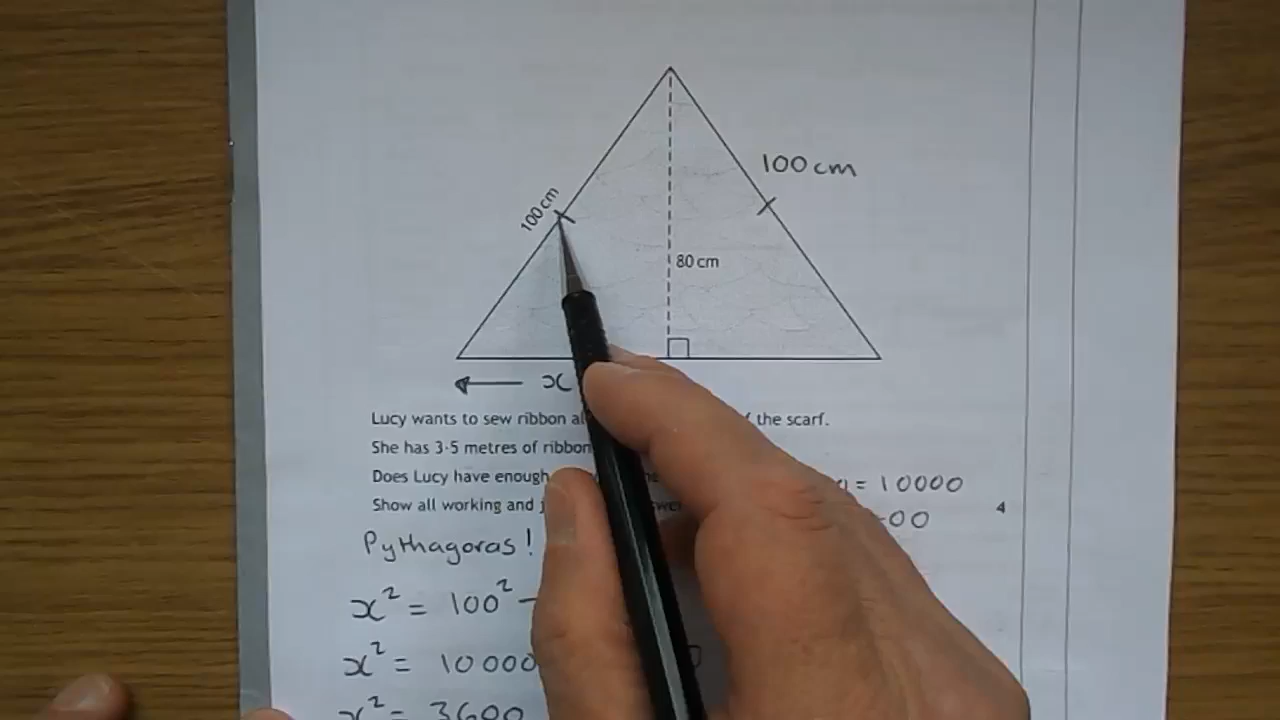 100 cm
100 cm
80 cm
x
Lucy wants to sew ribbon the scarf.
She has 3·5 metres of ribbon
Does Lucy have enough
= 10000
Show all working and 4
00
Pythagoras!
x² = 100² -
x² = 10000
x² = 3600